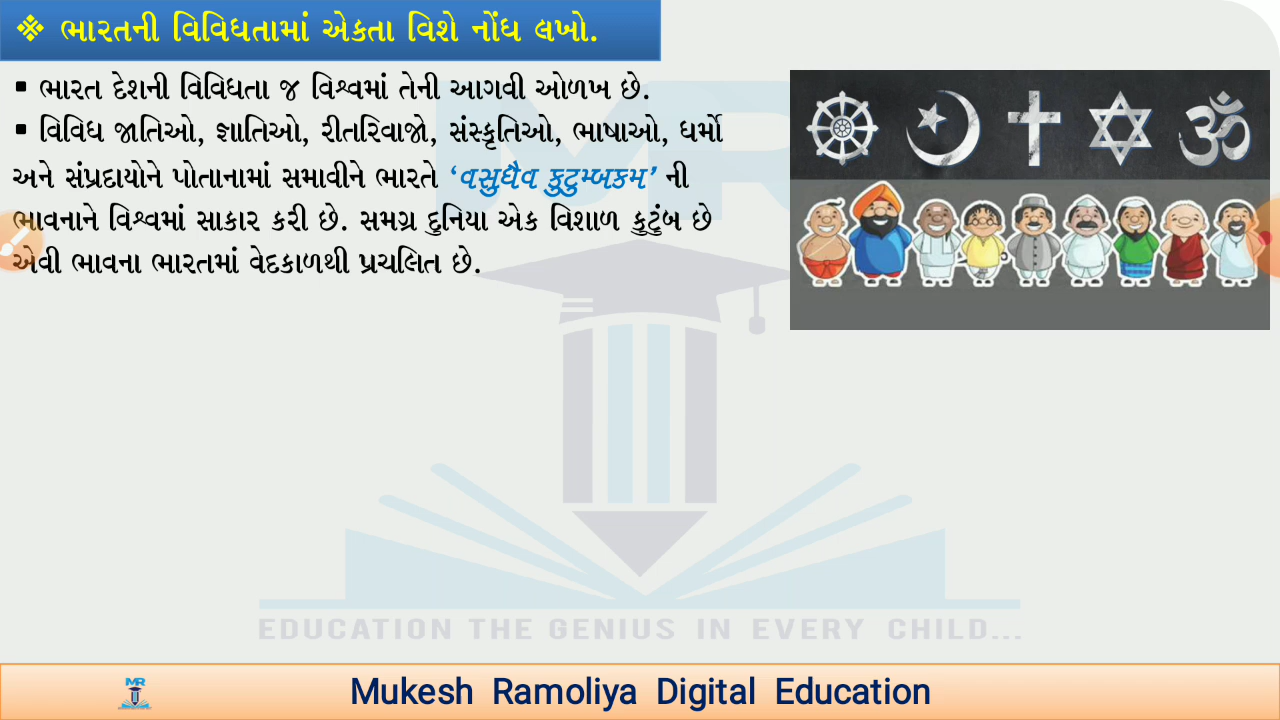 ❖ ભારતની વિવિધતામાં એકતા વિશે નોંધ લખો.
▪ ભારત દેશની વિવિધતા જ વિશ્વમાં તેની આગવી ઓળખ છે.
▪ વિવિધ જાતિઓ, જ્ઞાતિઓ, રીતરિવાજો, સંસ્કૃતિઓ, ભાષાઓ, ધર્મો
અને સંપ્રદાયોને પોતાનામાં સમાવીને ભારતે ‘વસુધૈવ કુટુમ્બકમ’ ની
ભાવનાને વિશ્વમાં સાકાર કરી છે. સમગ્ર દુનિયા એક વિશાળ કુટુંબ છે
એવી ભાવના ભારતમાં વેદકાળથી પ્રચલિત છે.
ॐ
MR
EDUCATION THE GENIUS IN EVERY CHILD...
MR
Mukesh Ramoliya Digital Education